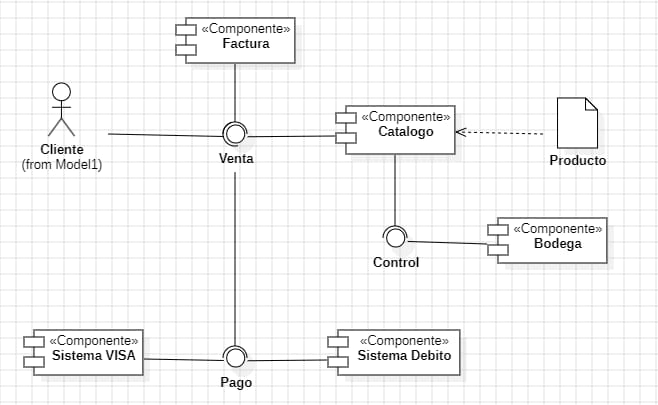 «Componente»
Factura
Cliente
(from Model1)
Venta
«Componente»
Catalogo
Producto
Control
«Componente»
Bodega
«Componente»
Sistema VISA
Pago
«Componente»
Sistema Debito